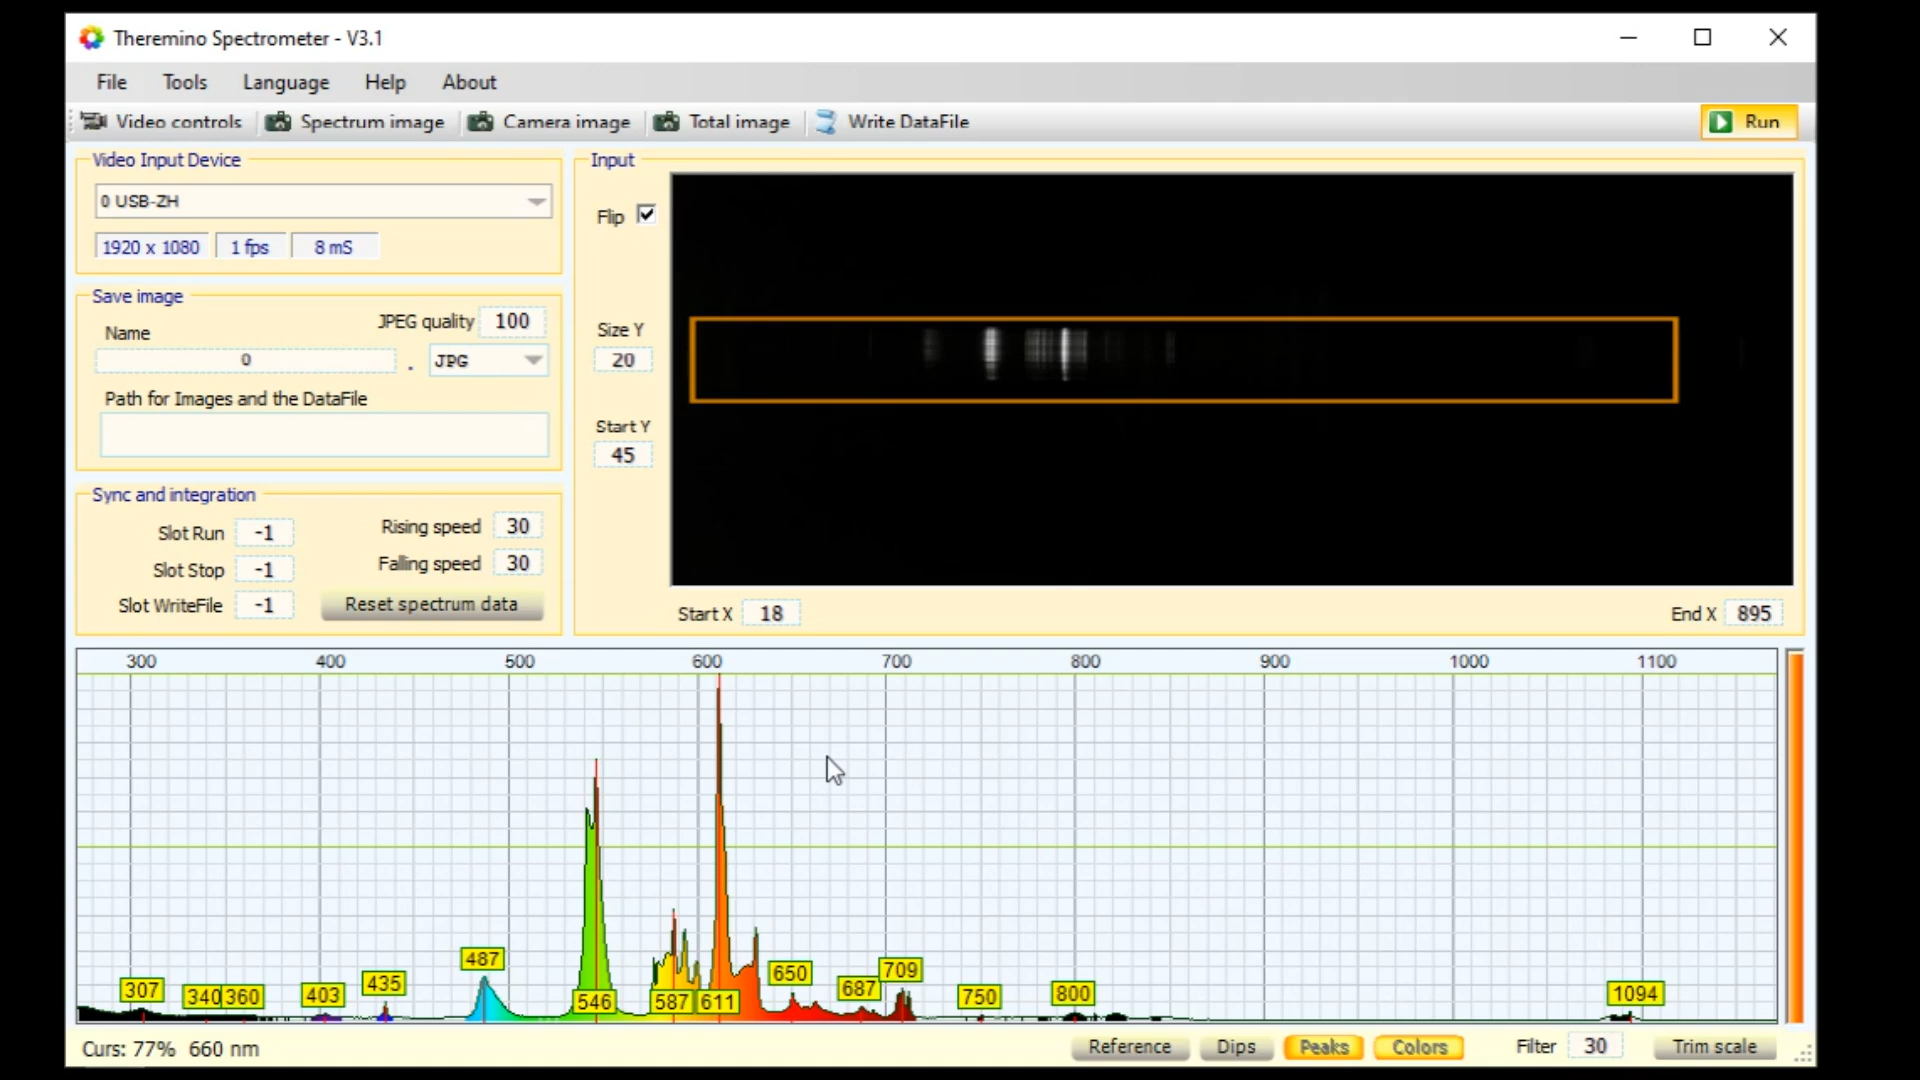 Theremino Spectrometer - V3.1
File Tools Language Help About
Video controls Spectrum image Camera image Total image Write DataFile Run
Video Input Device
0 USB-ZH
1920 x 1080 1 fps 8 mS
Save image
Name JPEG quality 100
0 . JPG
Path for Images and the DataFile
Sync and integration
Slot Run -1 Rising speed 30
Slot Stop -1 Falling speed 30
Slot WriteFile -1 Reset spectrum data
Input
Flip
Size Y
20
Start Y
45
Start X 18 End X 895
300 400 500 600 700 800 900 1000 1100
307 340 360 403 435 487 546 587 611 650 687 709 750 800 1094
Curs: 77% 660 nm Reference Dips Peaks Colors Filter 30 Trim scale